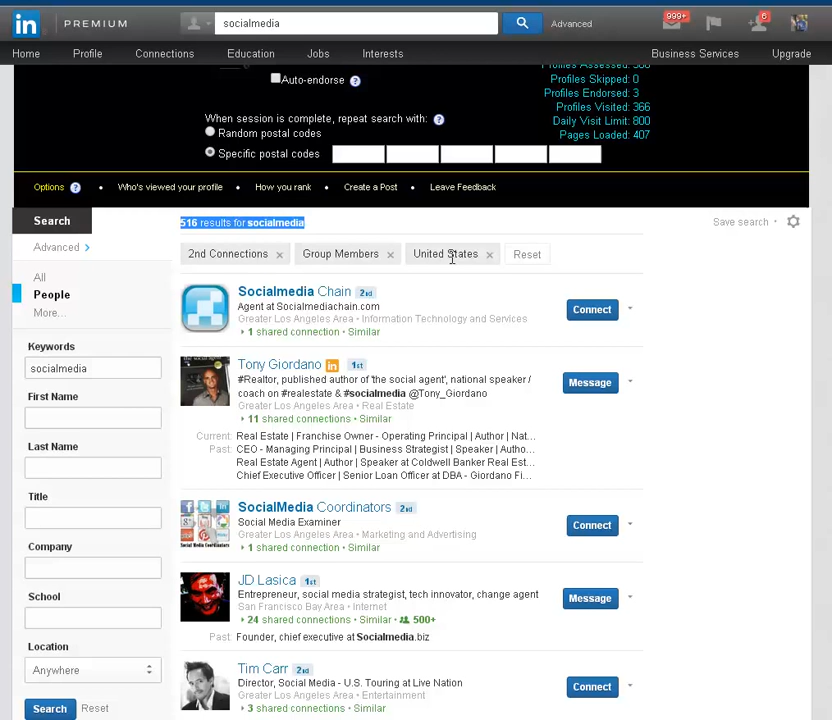 in PREMIUM socialmedia Advanced 999+ 6
Home Profile Connections Education Jobs Interests Business Services Upgrade
Auto-endorse ?
Profiles Skipped: 0
Profiles Endorsed: 3
Profiles Visited: 366
Daily Visit Limit: 800
Pages Loaded: 407
When session is complete, repeat search with: ?
Random postal codes
Specific postal codes
Options ? • Who's viewed your profile • How you rank • Create a Post • Leave Feedback
Search
Advanced
All
People
More...
Keywords
socialmedia
First Name
Last Name
Title
Company
School
Location
Anywhere
Search Reset
516 results for socialmedia
Save search •
2nd Connections × Group Members × United States × Reset
Socialmedia Chain 2nd
Agent at Socialmediachain.com
Greater Los Angeles Area • Information Technology and Services
1 shared connection • Similar
Connect
Tony Giordano in 1st
#Realtor, published author of 'the social agent', national speaker /
coach on #realestate & #socialmedia @Tony_Giordano
Greater Los Angeles Area • Real Estate
11 shared connections • Similar
Message
Current: Real Estate | Franchise Owner - Operating Principal | Author | Nat...
Past: CEO - Managing Principal | Business Strategist | Speaker | Autho...
Real Estate Agent | Author | Speaker at Coldwell Banker Real Est...
Chief Executive Officer | Senior Loan Officer at DBA - Giordano Fi...
SocialMedia Coordinators 2nd
Social Media Examiner
Greater Los Angeles Area • Marketing and Advertising
1 shared connection • Similar
Connect
JD Lasica 1st
Entrepreneur, social media strategist, tech innovator, change agent
San Francisco Bay Area • Internet
24 shared connections • Similar • 500+
Message
Past: Founder, chief executive at Socialmedia.biz
Tim Carr 2nd
Director, Social Media - U.S. Touring at Live Nation
Greater Los Angeles Area • Entertainment
3 shared connections • Similar
Connect